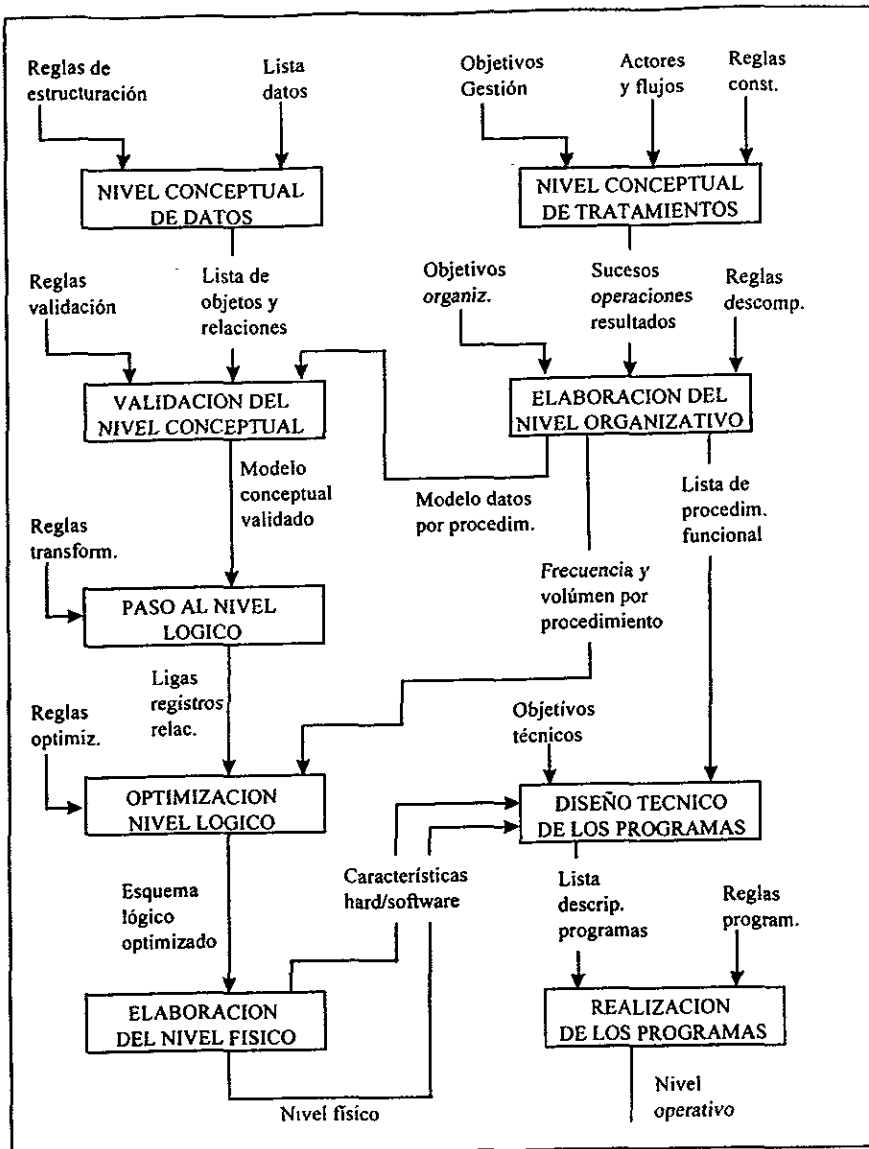 Reglas de
estructuración
Lista
datos
Objetivos
Gestión
Actores
y flujos
Reglas
const.
NIVEL CONCEPTUAL
DE DATOS
NIVEL CONCEPTUAL
DE TRATAMIENTOS
Reglas
validación
Lista de
objetos y
relaciones
Objetivos
organiz.
Sucesos
operaciones
resultados
Reglas
descomp.
VALIDACION DEL
NIVEL CONCEPTUAL
ELABORACION DEL
NIVEL ORGANIZATIVO
Modelo
conceptual
validado
Modelo datos
por procedim.
Lista de
procedim.
funcional
Reglas
transform.
Frecuencia y
volúmen por
procedimiento
PASO AL NIVEL
LOGICO
Ligas
registros
relac.
Reglas
optimiz.
Objetivos
técnicos
OPTIMIZACION
NIVEL LOGICO
DISEÑO TECNICO
DE LOS PROGRAMAS
Esquema
lógico
optimizado
Características
hard/software
Lista
descrip.
programas
Reglas
program.
ELABORACION
DEL NIVEL FISICO
REALIZACION
DE LOS PROGRAMAS
Nivel físico
Nivel
operativo